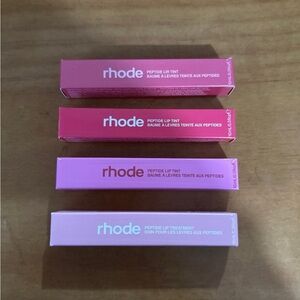 rhode
PEPTIDE LIP TINT
BAUME À LÈVRES TEINTÉ AUX PEPTIDES
rhode
PEPTIDE LIP TINT
BAUME À LÈVRES TEINTÉ AUX PEPTIDES
rhode
PEPTIDE LIP TINT
BAUME À LÈVRES TEINTÉ AUX PEPTIDES
rhode
PEPTIDE LIP TREATMENT
SOIN POUR LES LÈVRES AUX PEPTIDES